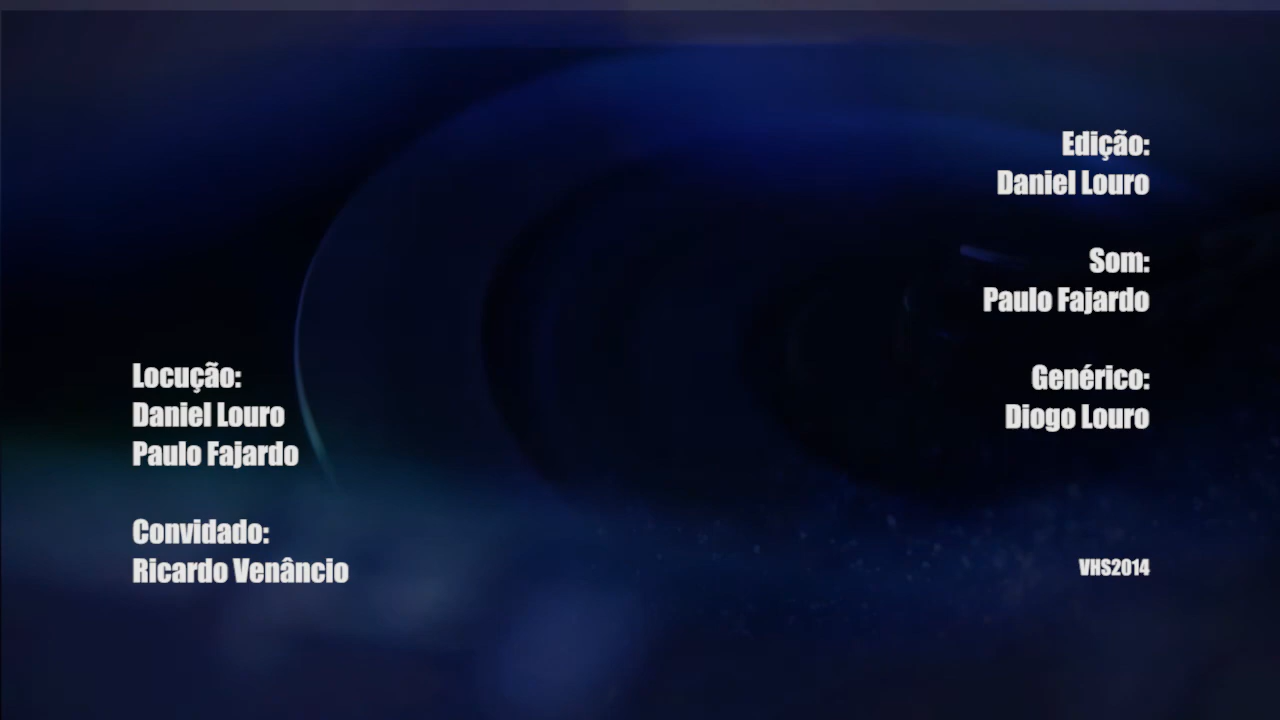 Locução:
Daniel Louro
Paulo Fajardo
Convidado:
Ricardo Venâncio
Edição:
Daniel Louro
Som:
Paulo Fajardo
Genérico:
Diogo Louro
VHS2014